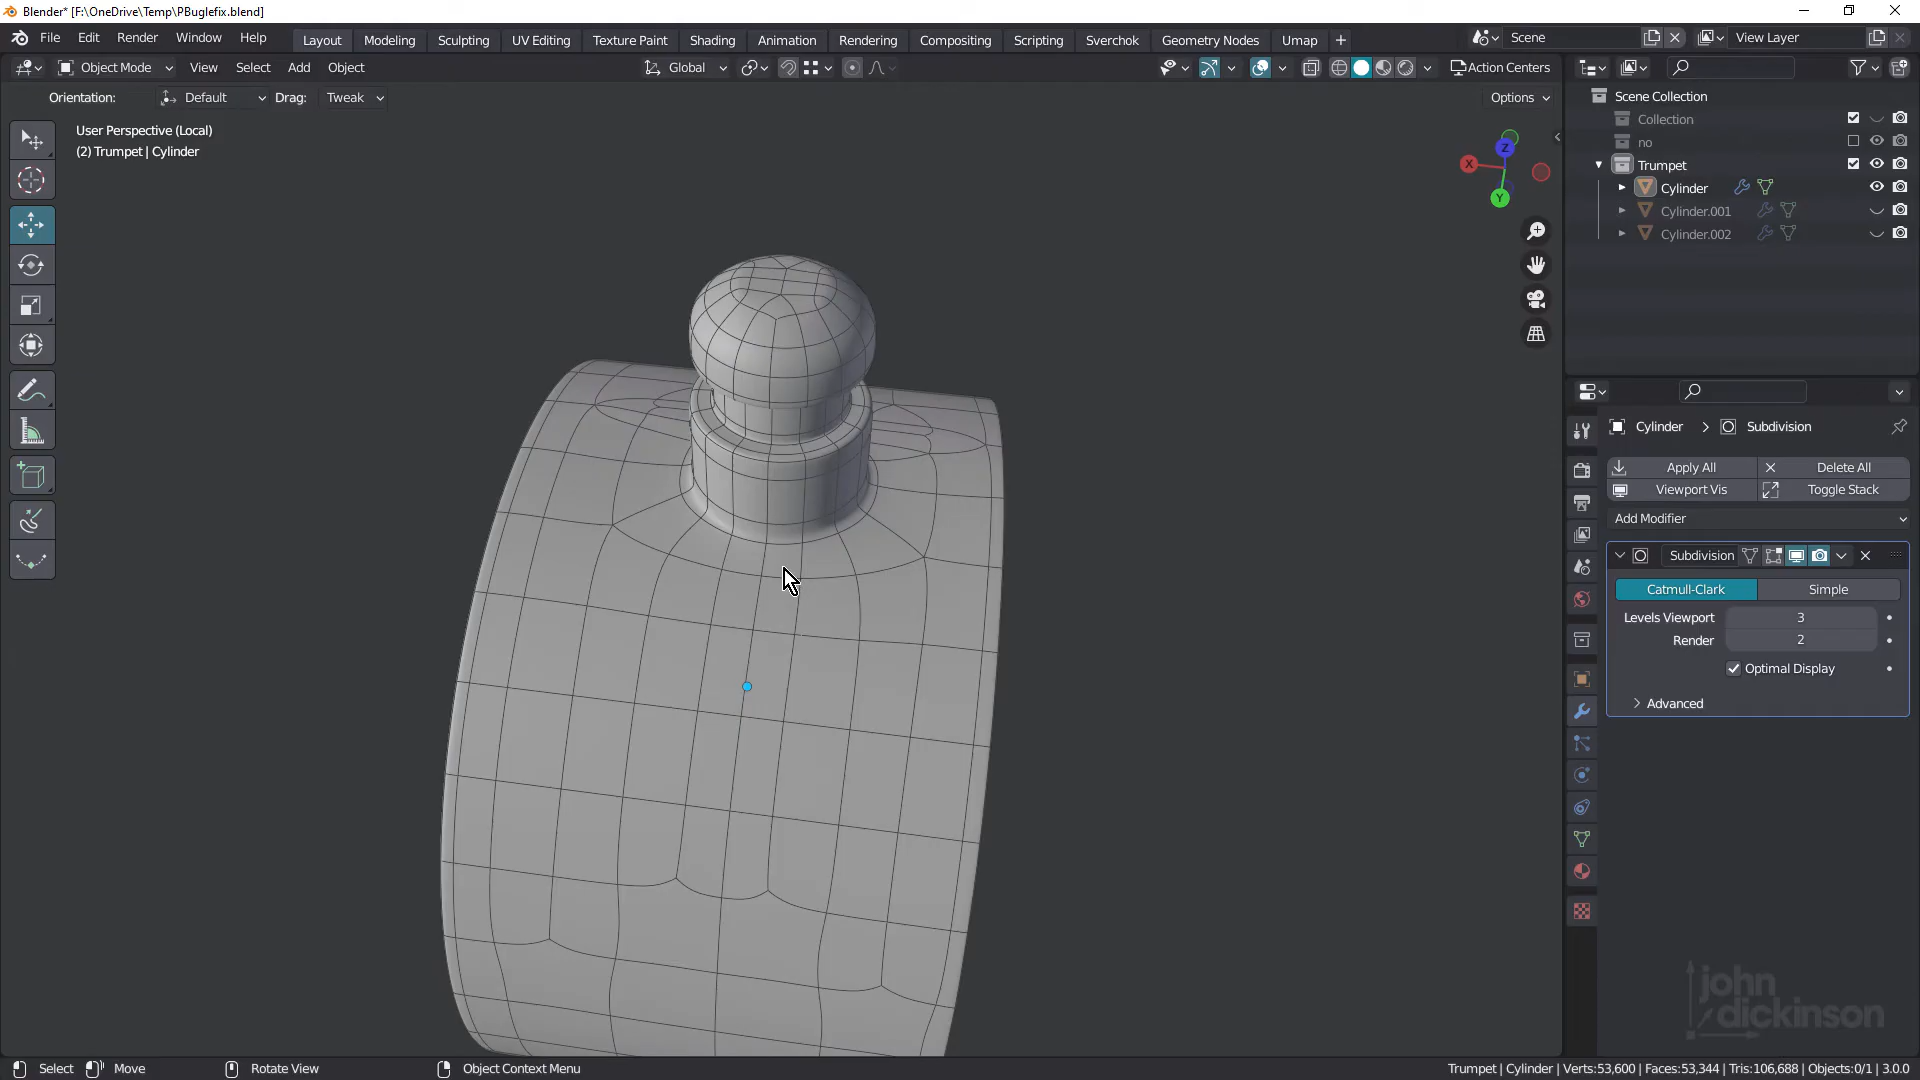 Blender* [F:\OneDrive\Temp\PBuglefix.blend]
File Edit Render Window Help Layout Modeling Sculpting UV Editing Texture Paint Shading Animation Rendering Compositing Scripting Sverchok Geometry Nodes Umap + Scene View Layer
Object Mode View Select Add Object Global Action Centers
Orientation: Default Drag: Tweak Options
User Perspective (Local)
(2) Trumpet | Cylinder
X
Y
Z
Scene Collection
Collection
no
Trumpet
Cylinder
Cylinder.001
Cylinder.002
Cylinder > Subdivision
Apply All Delete All
Viewport Vis Toggle Stack
Add Modifier
Subdivision
Catmull-Clark Simple
Levels Viewport 3
Render 2
Optimal Display
Advanced
john
dickinson
Select Move Rotate View Object Context Menu Trumpet | Cylinder | Verts:53,600 | Faces:53,344 | Tris:106,688 | Objects:0/1 | 3.0.0